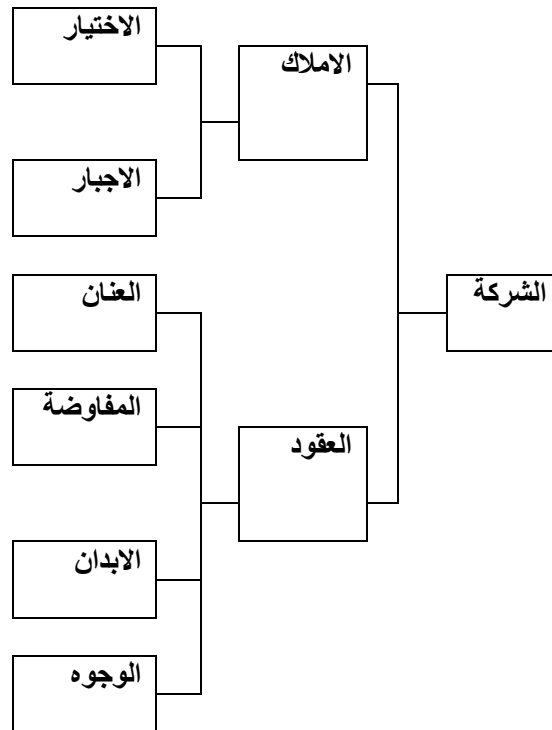 الشركة
الاملاك
الاختيار
الاجبار
العقود
العنان
المفاوضة
الابدان
الوجوه